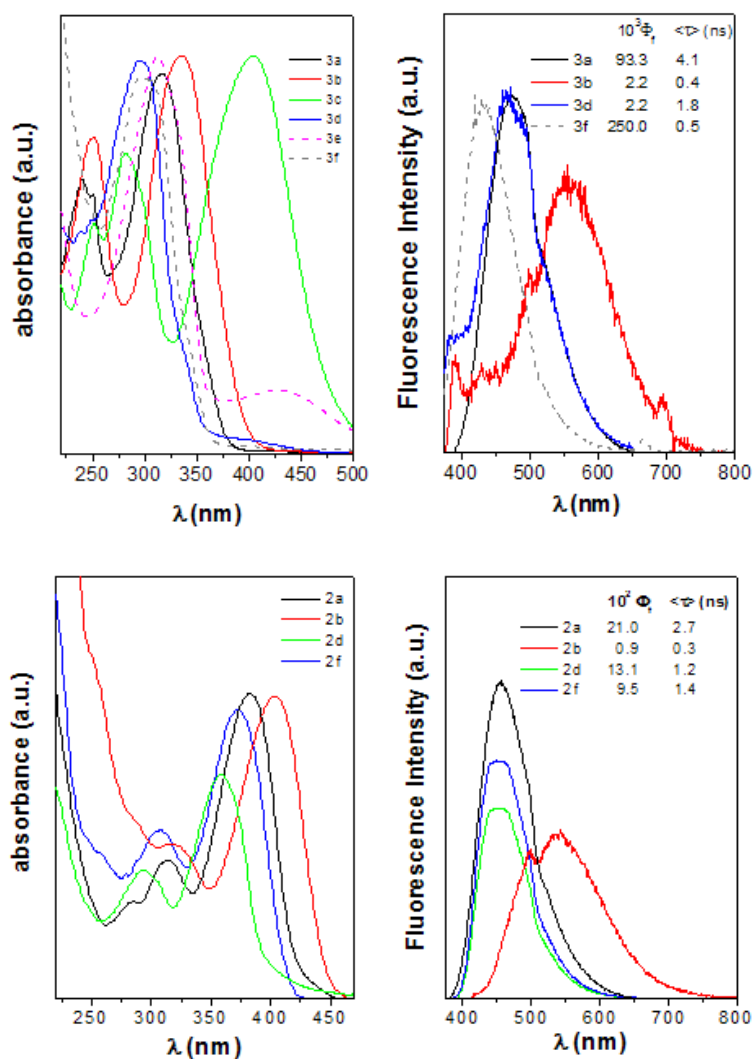 absorbance (a.u.)
3a
3b
3c
3d
3e
3f
250 300 350 400 450 500
λ (nm)
Fluorescence Intensity (a.u.)
10³Φf <τ> (ns)
3a 93.3 4.1
3b 2.2 0.4
3d 2.2 1.8
3f 250.0 0.5
400 500 600 700 800
λ (nm)
absorbance (a.u.)
2a
2b
2d
2f
250 300 350 400 450
λ (nm)
Fluorescence Intensity (a.u.)
10² Φf <τ> (ns)
2a 21.0 2.7
2b 0.9 0.3
2d 13.1 1.2
2f 9.5 1.4
400 500 600 700 800
λ (nm)